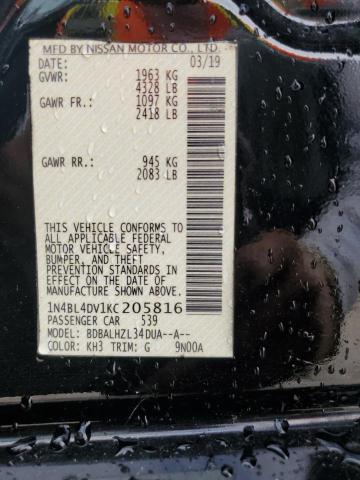 MFD BY NISSAN MOTOR CO., LTD.
DATE: 03/19
GVWR: 1963 KG
4328 LB
GAWR FR.: 1097 KG
2418 LB
GAWR RR.: 945 KG
2083 LB
THIS VEHICLE CONFORMS TO
ALL APPLICABLE FEDERAL
MOTOR VEHICLE SAFETY,
BUMPER, AND THEFT
PREVENTION STANDARDS IN
EFFECT ON THE DATE OF
MANUFACTURE SHOWN ABOVE.
1N4BL4DV1KC205816
PASSENGER CAR 539
MODEL: BDBALHZL34DUA--A--
COLOR: KH3 TRIM: G 9N00A